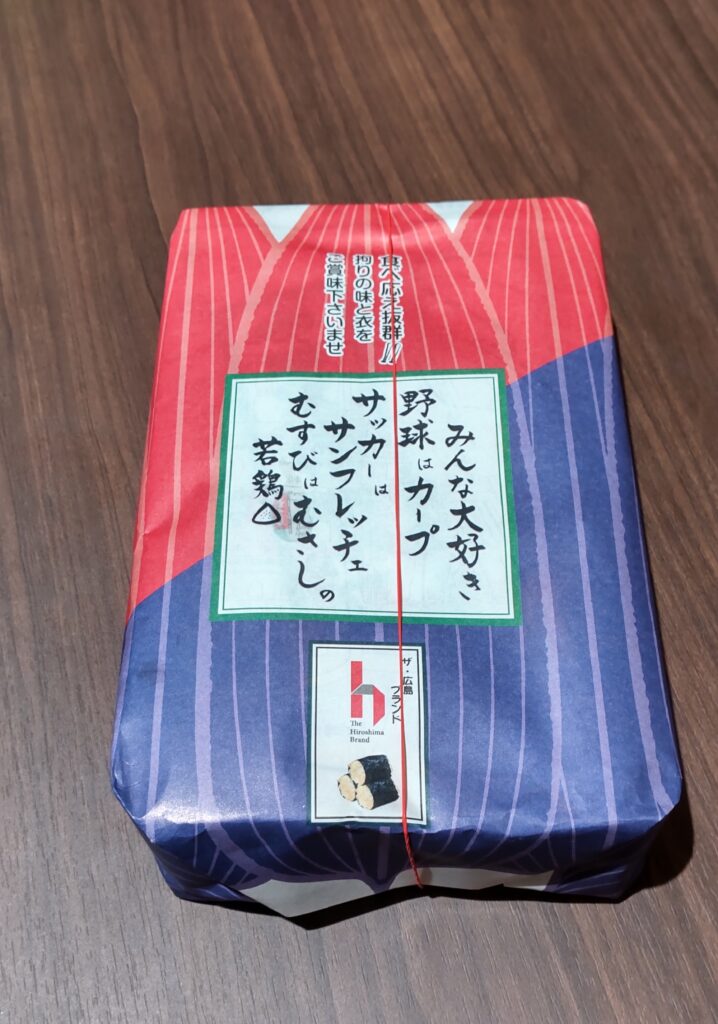 食べ応え抜群!!
拘りの味と衣を
ご賞味下さいませ
みんな大好き
野球はカープ
サッカーは
サンフレッチェ
むすびはむさしの
若鶏
ザ・広島
ブランド
The
Hiroshima
Brand